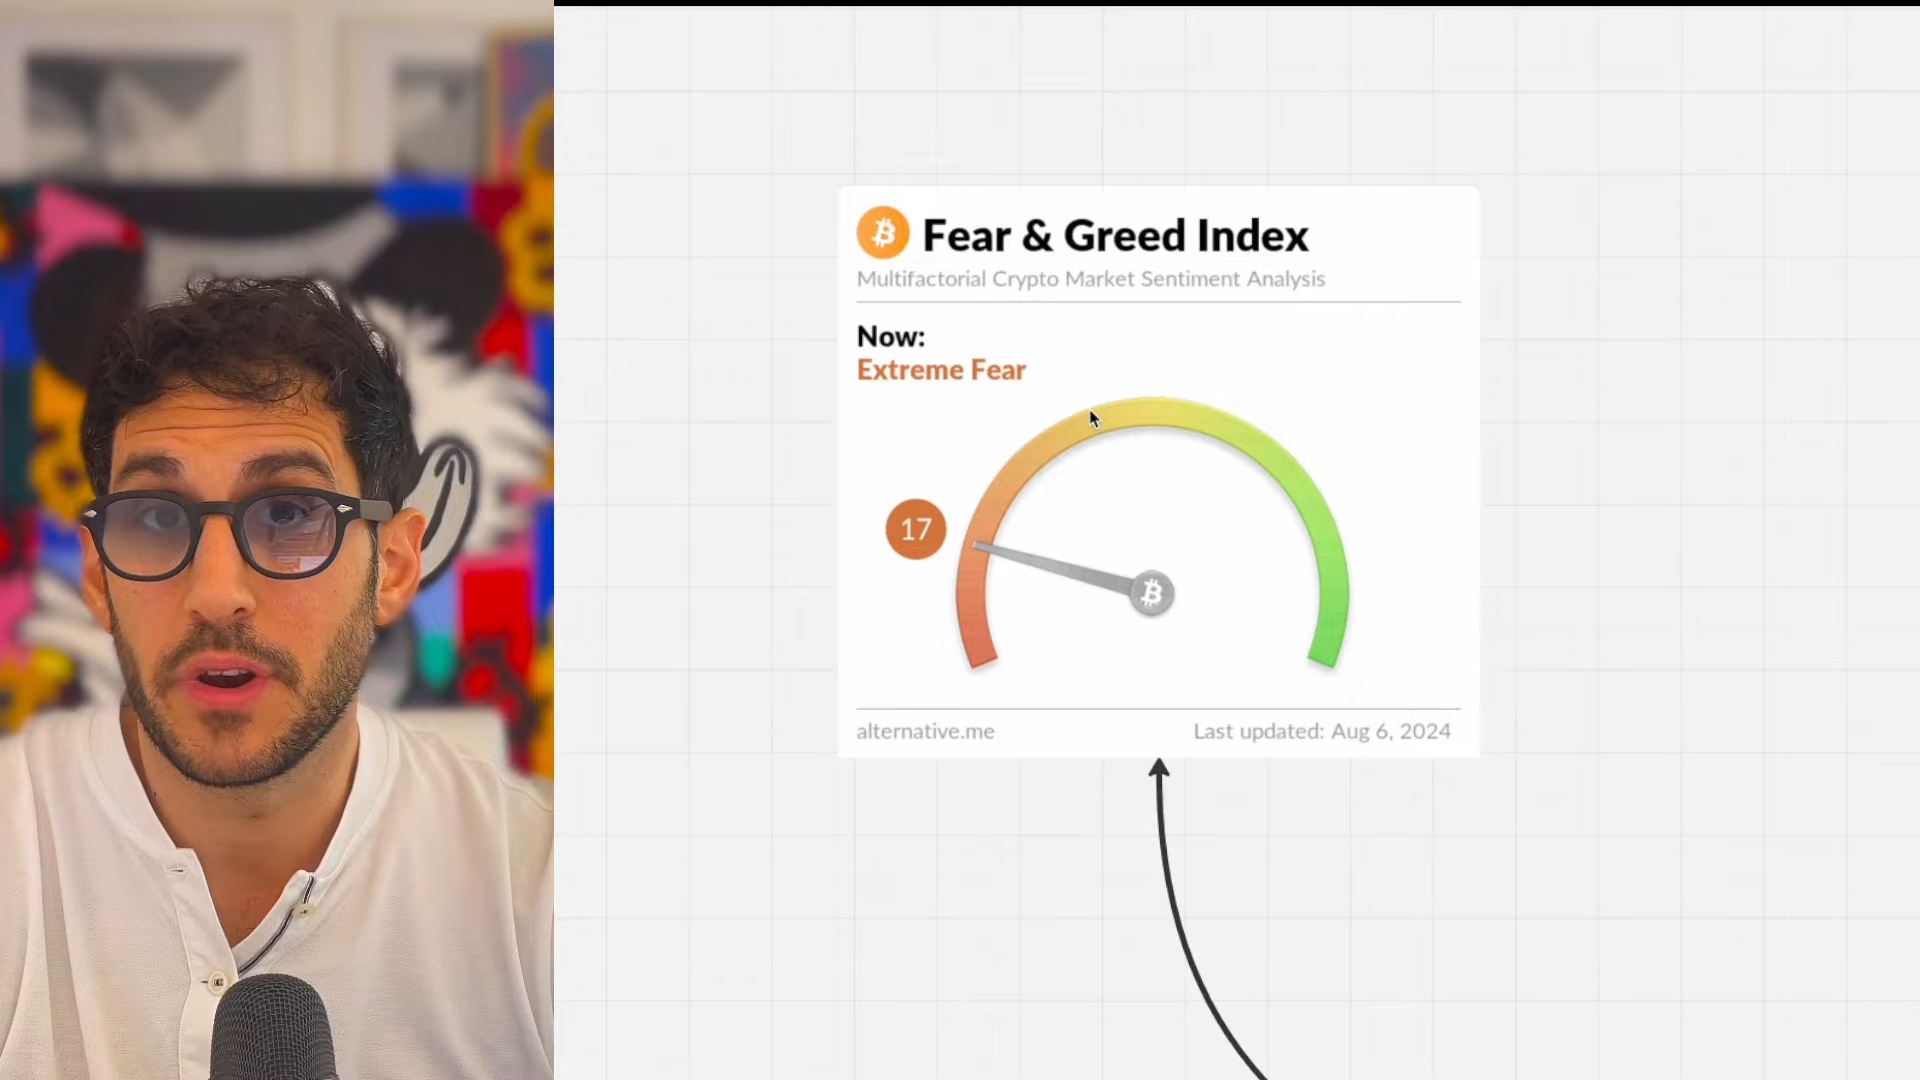 Fear & Greed Index
Multifactorial Crypto Market Sentiment Analysis
Now:
Extreme Fear
17
alternative.me
Last updated: Aug 6, 2024